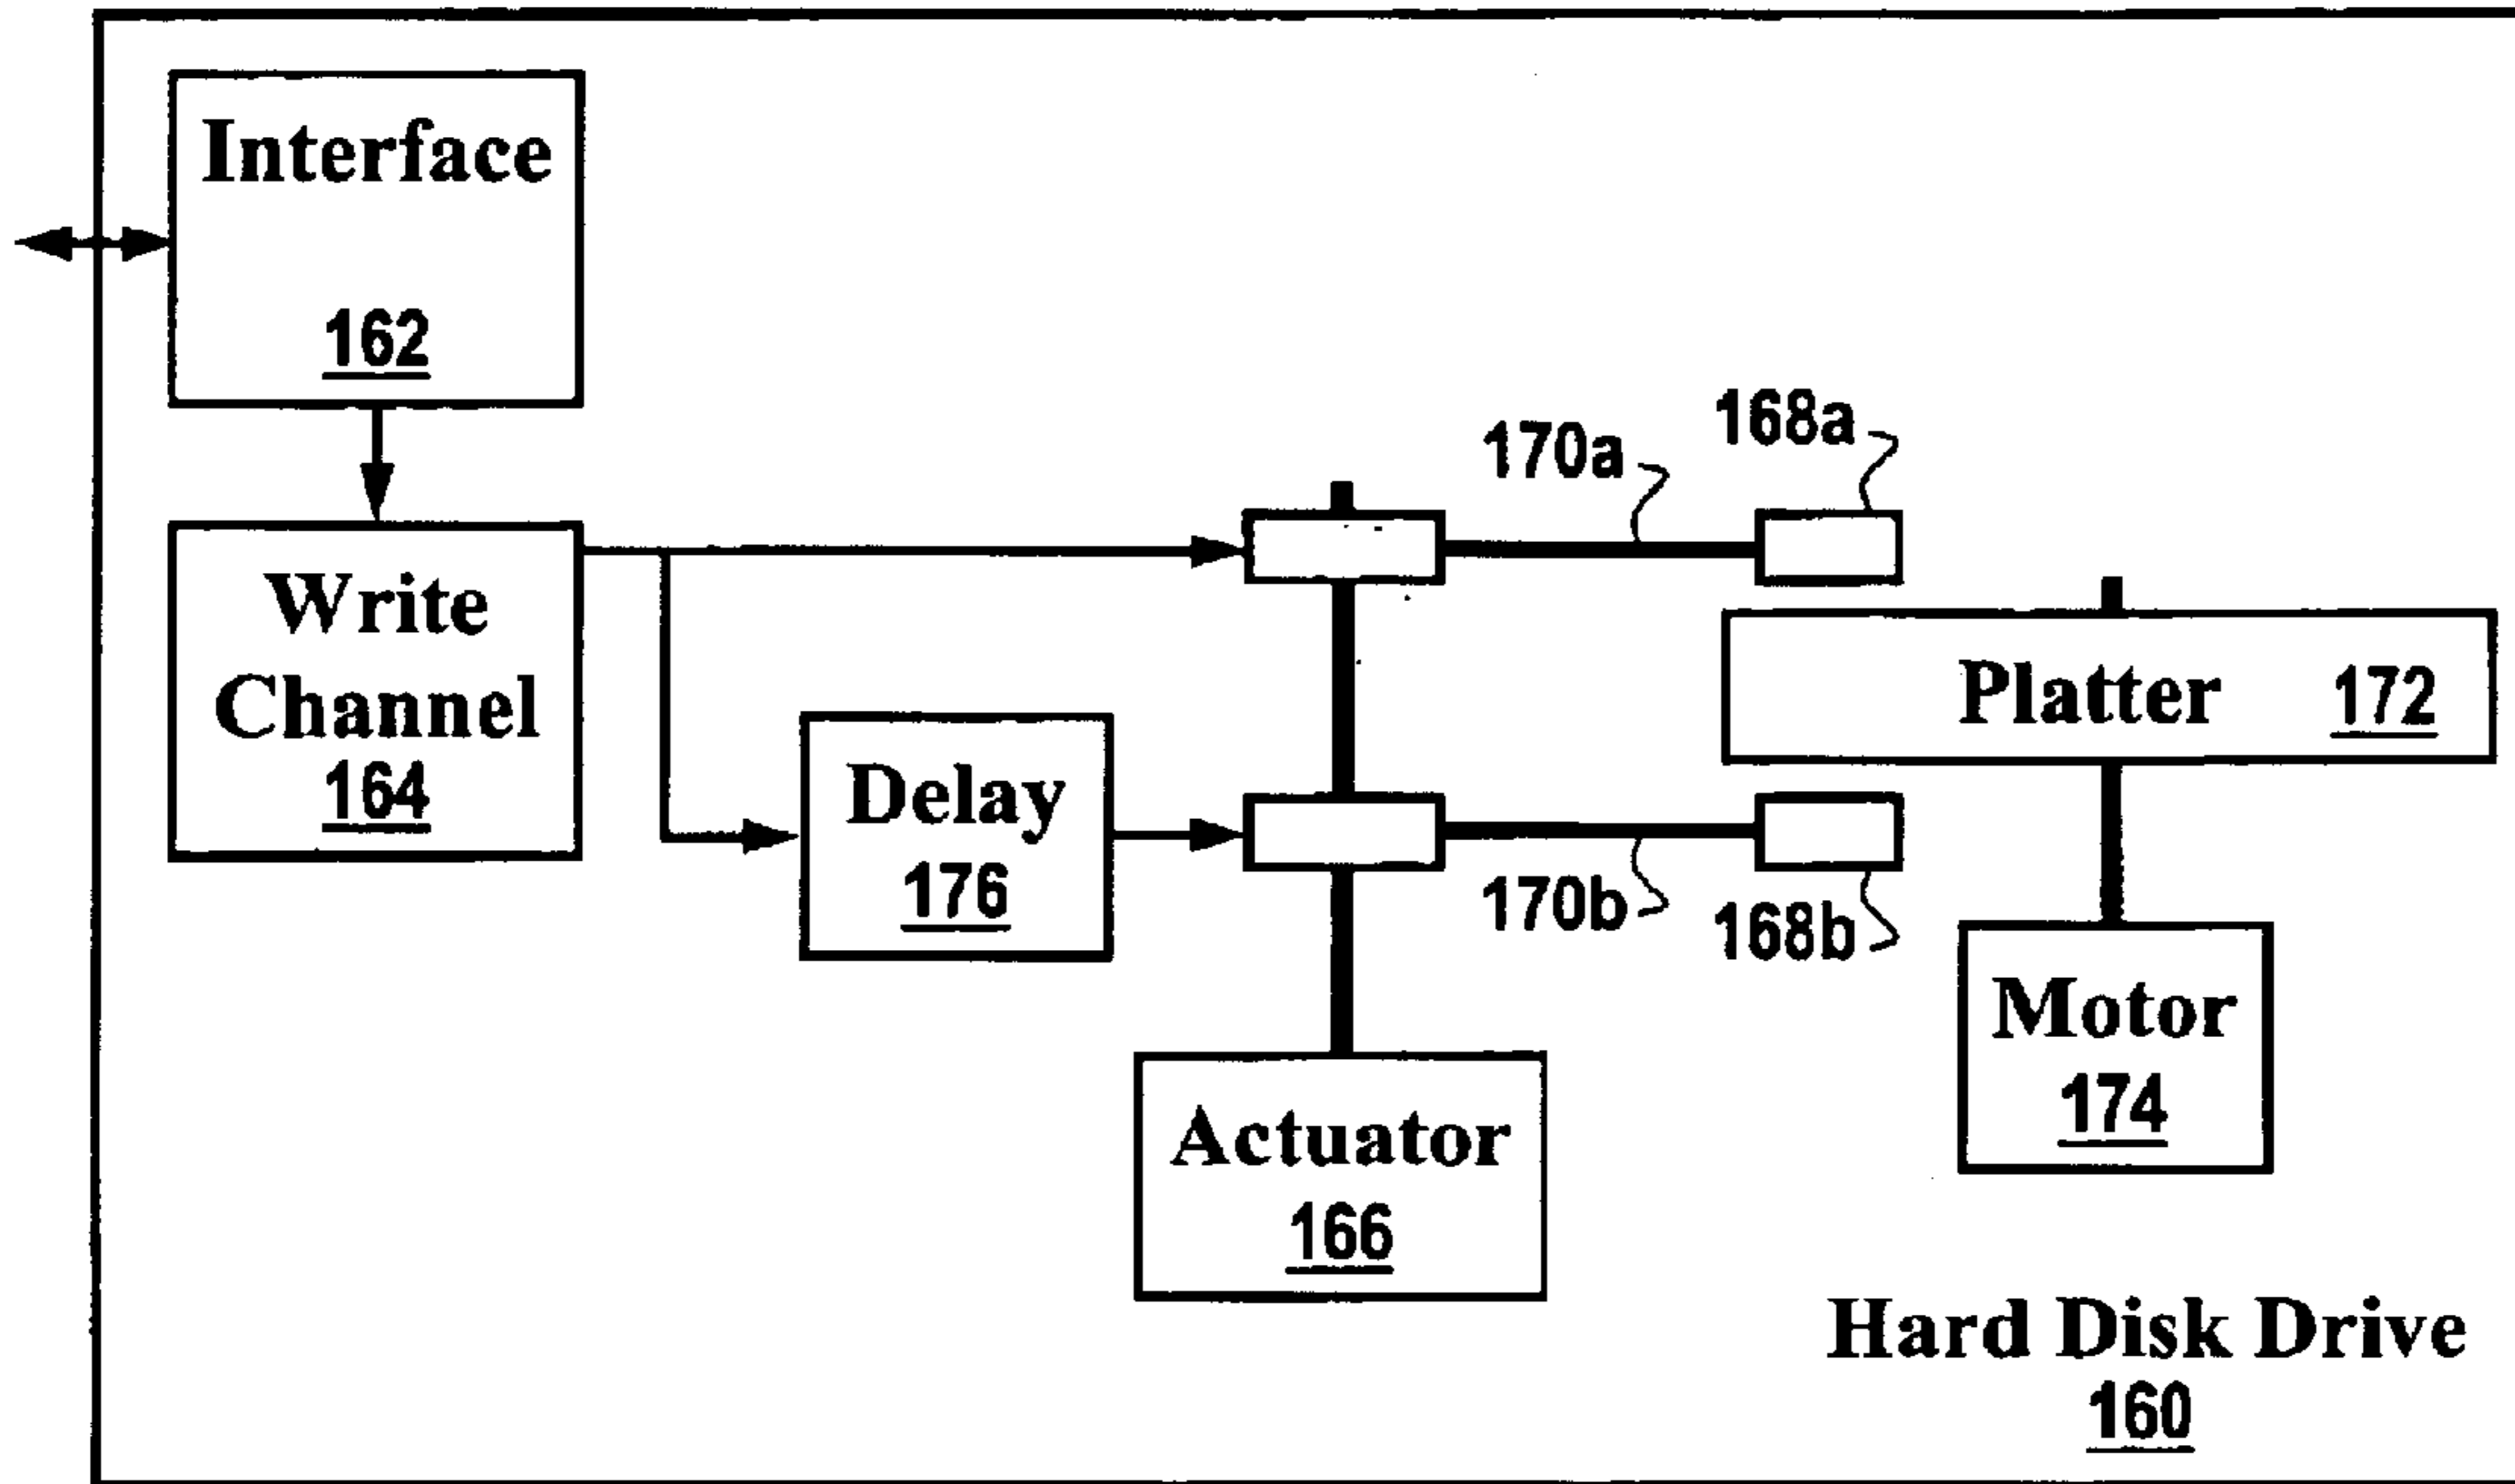 Interface
162
Write
Channel
164
Delay
176
170a
168a
Platter 172
170b
168b
Motor
174
Actuator
166
Hard Disk Drive
160